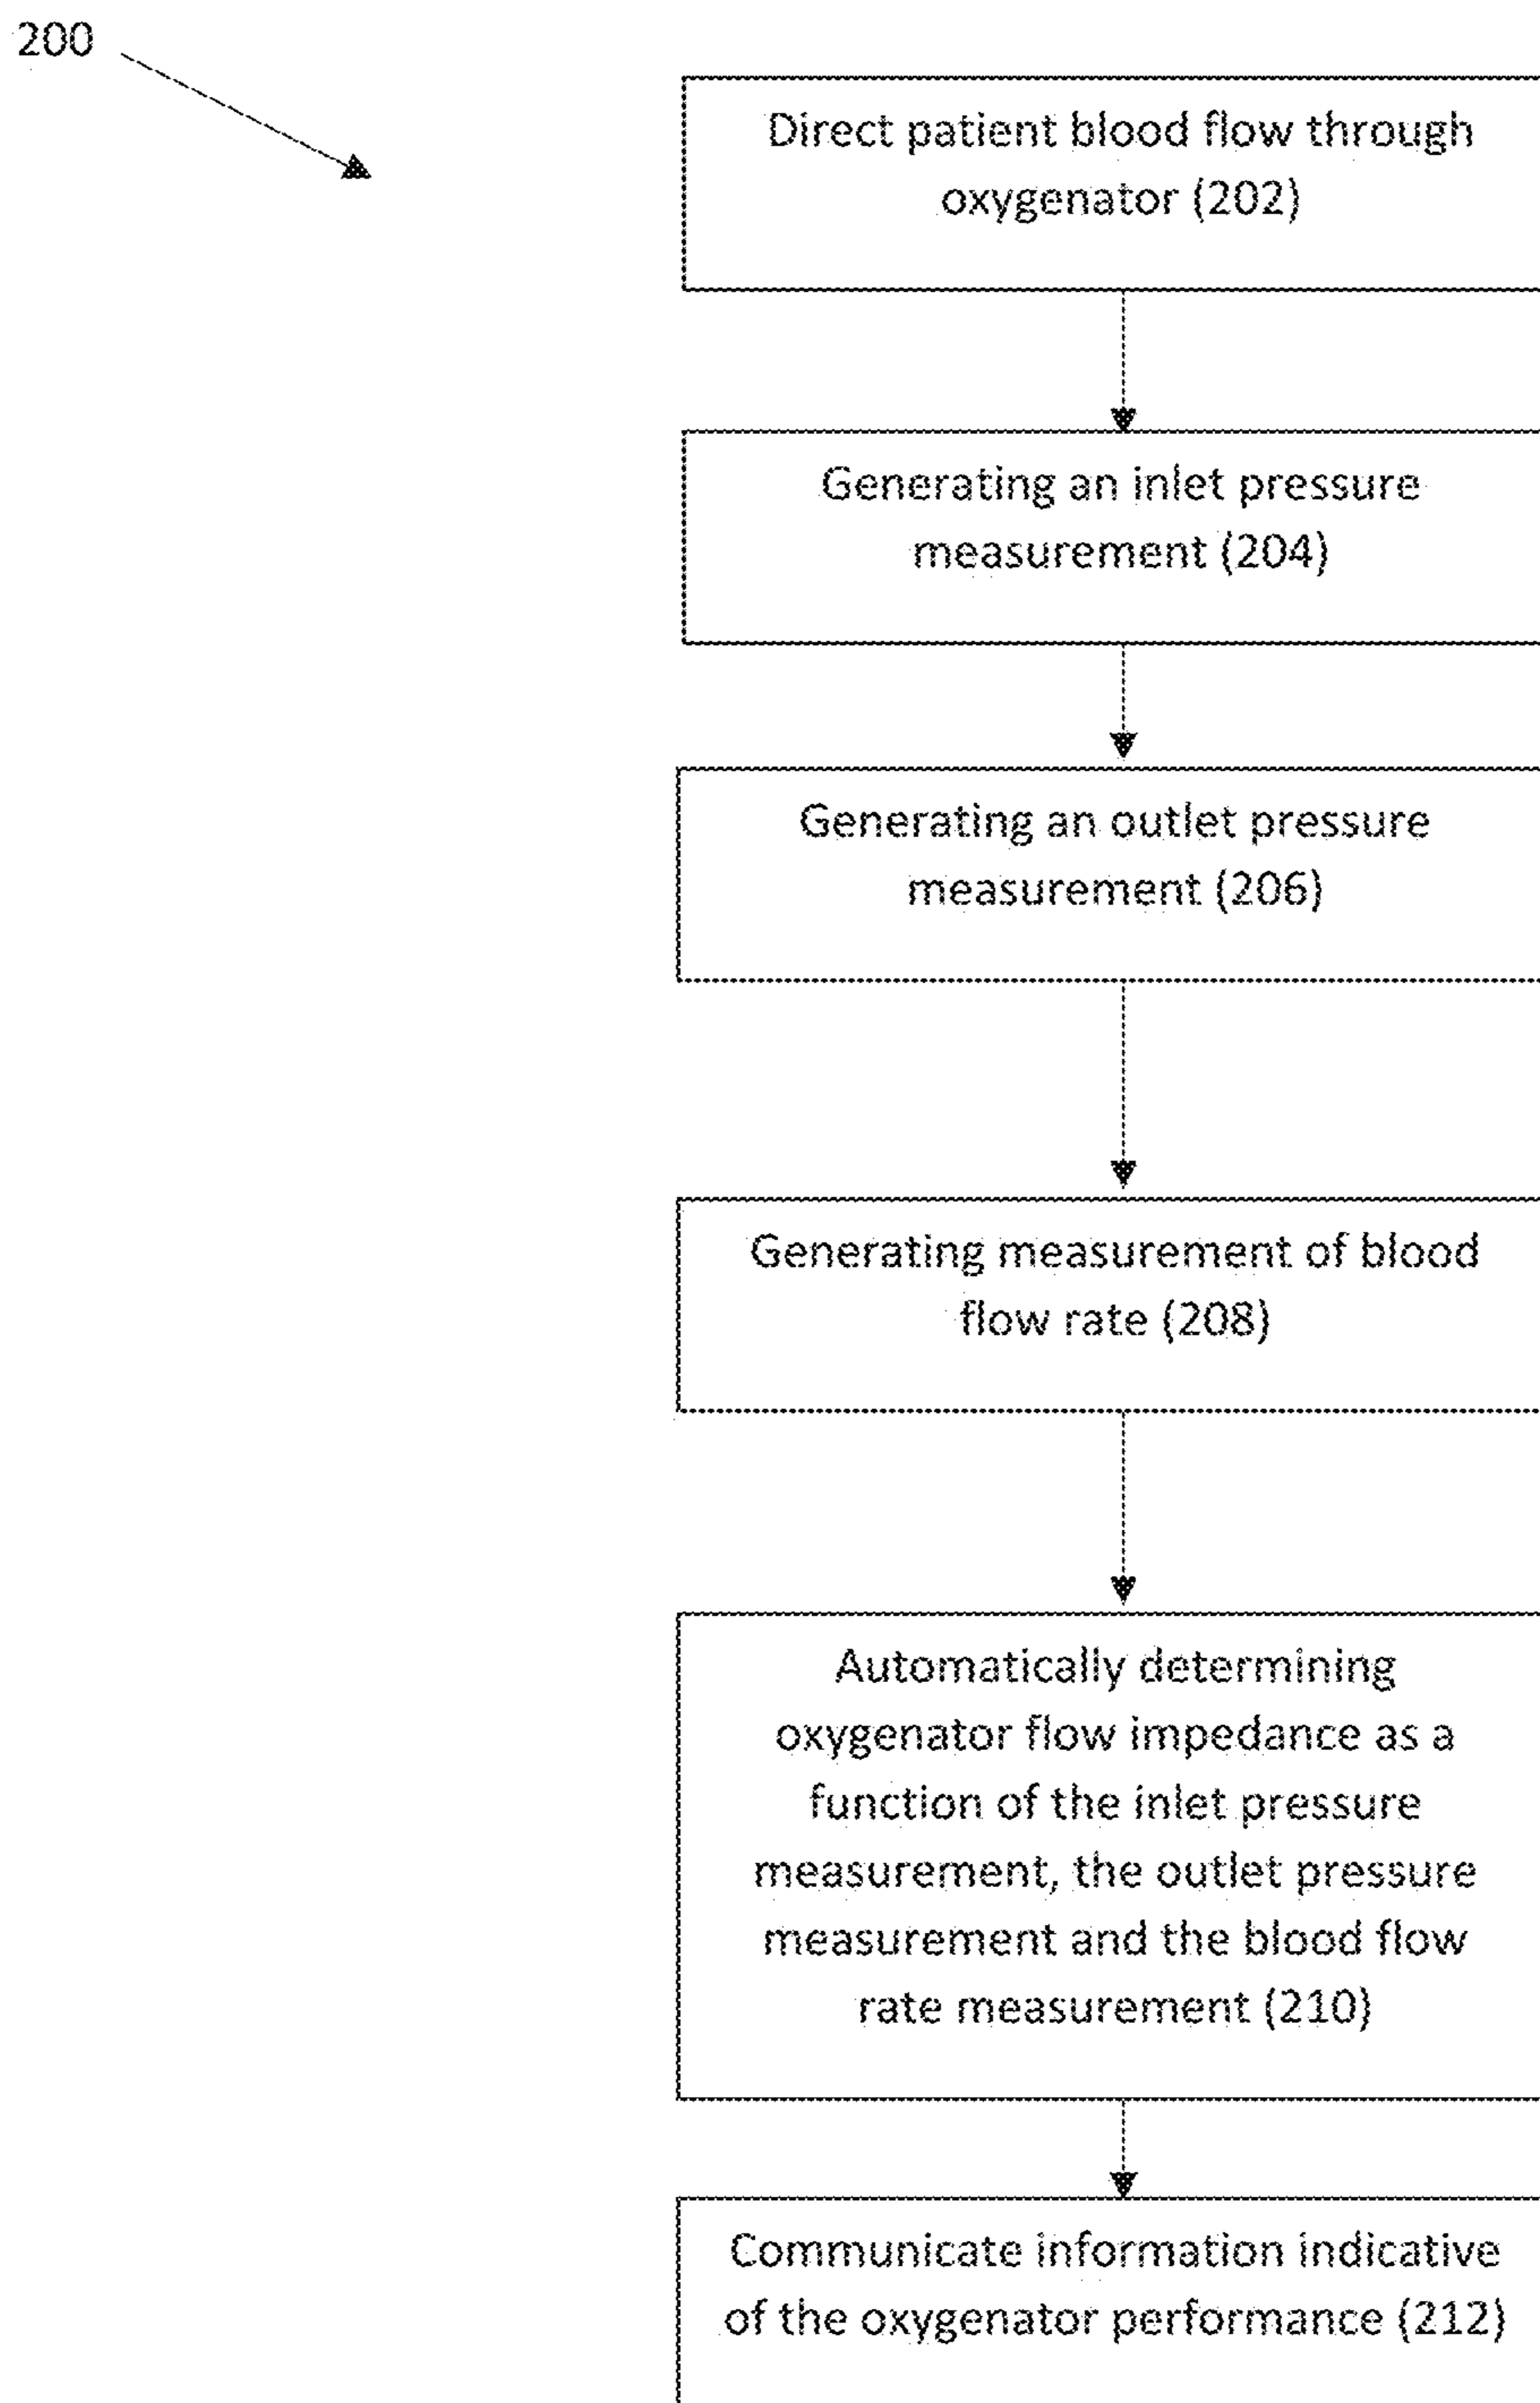 200
Direct patient blood flow through
oxygenator (202)
Generating an inlet pressure
measurement (204)
Generating an outlet pressure
measurement (206)
Generating measurement of blood
flow rate (208)
Automatically determining
oxygenator flow impedance as a
function of the inlet pressure
measurement, the outlet pressure
measurement and the blood flow
rate measurement (210)
Communicate information indicative
of the oxygenator performance (212)